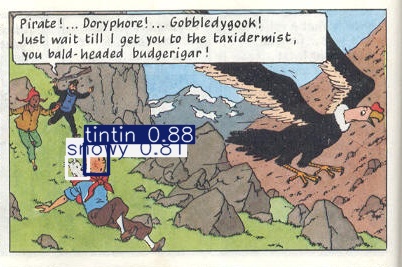 Pirate!... Doryphore!... Gobbledygook!
Just wait till I get you to the taxidermist,
you bald-headed budgerigar!
tintin 0.88
snowy 0.81